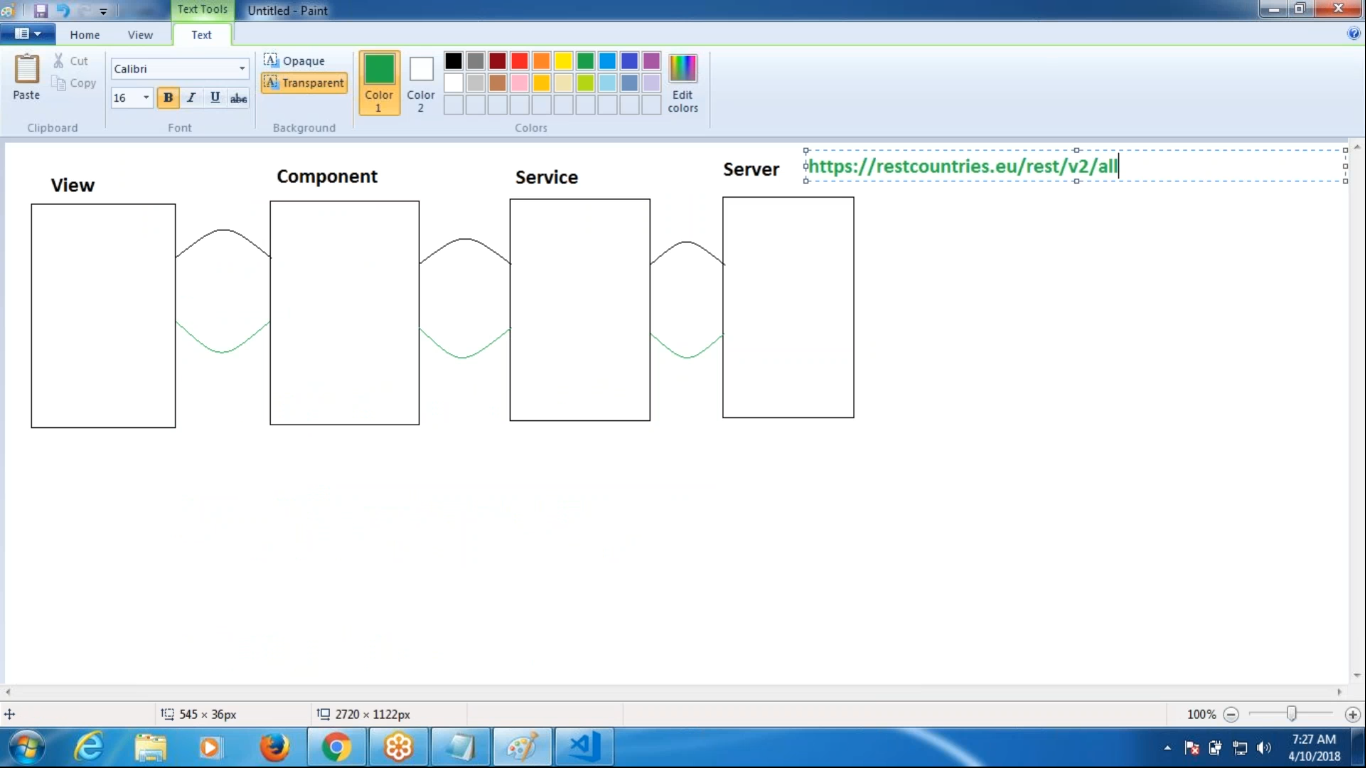 Text Tools
Untitled - Paint
Home
View
Text
Paste
Cut
Copy
Clipboard
Calibri
16
B I U abc
Font
Opaque
Transparent
Background
Color
1
Color
2
Edit
colors
Colors
View
Component
Service
Server
https://restcountries.eu/rest/v2/all
545 × 36px
2720 × 1122px
100%
7:27 AM
4/10/2018